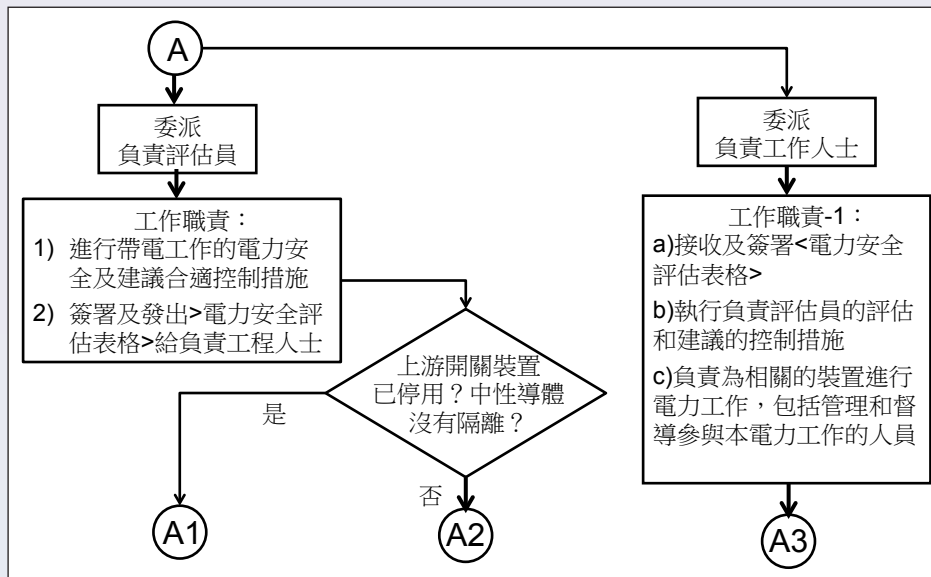 A
委派
負責評估員
工作職責：
1) 進行帶電工作的電力安
全及建議合適控制措施
2) 簽署及發出>電力安全評
估表格>給負責工程人士
上游開關裝置
已停用？中性導體
沒有隔離？
是
否
A1
A2
委派
負責工作人士
工作職責-1：
a)接收及簽署<電力安全
評估表格>
b)執行負責評估員的評估
和建議的控制措施
c)負責為相關的裝置進行
電力工作，包括管理和督
導參與本電力工作的人員
A3